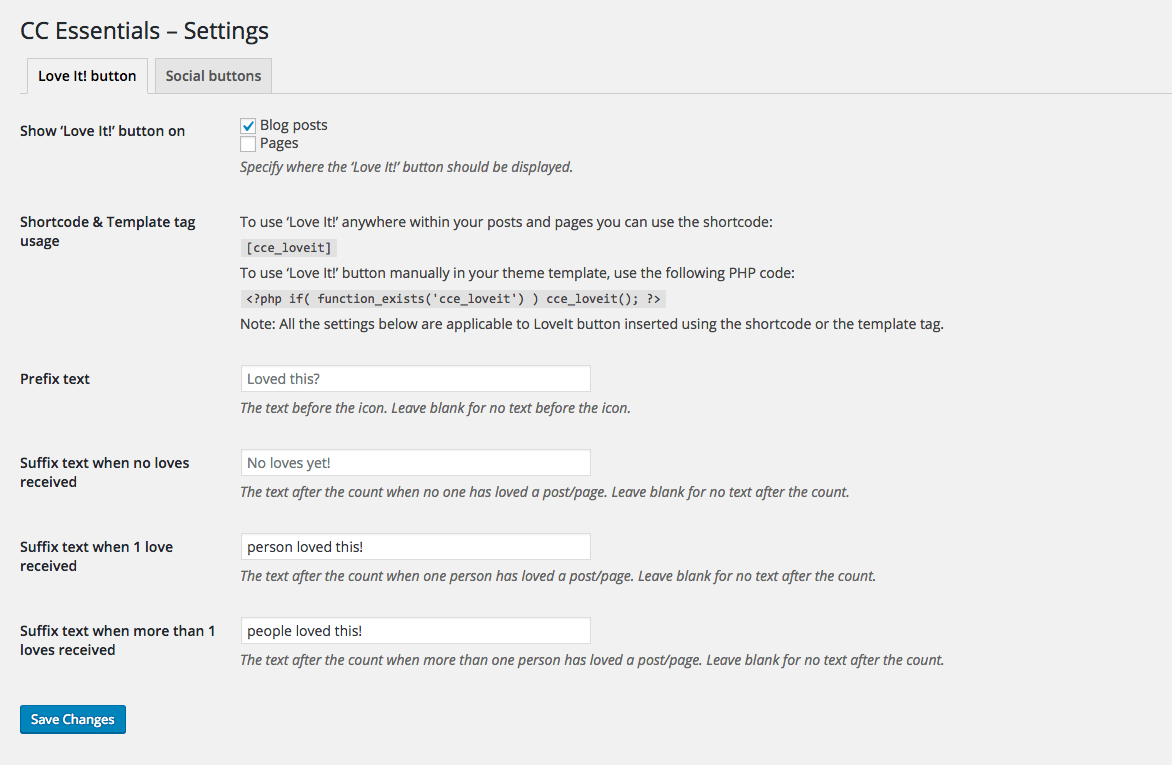 CC Essentials – Settings
Love It! button
Social buttons
Show ‘Love It!’ button on
Blog posts
Pages
Specify where the ‘Love It!’ button should be displayed.
Shortcode & Template tag
usage
To use ‘Love It!’ anywhere within your posts and pages you can use the shortcode:
[cce_loveit]
To use ‘Love It!’ button manually in your theme template, use the following PHP code:
<?php if( function_exists('cce_loveit') ) cce_loveit(); ?>
Note: All the settings below are applicable to LoveIt button inserted using the shortcode or the template tag.
Prefix text
Loved this?
The text before the icon. Leave blank for no text before the icon.
Suffix text when no loves
received
No loves yet!
The text after the count when no one has loved a post/page. Leave blank for no text after the count.
Suffix text when 1 love
received
person loved this!
The text after the count when one person has loved a post/page. Leave blank for no text after the count.
Suffix text when more than 1
loves received
people loved this!
The text after the count when more than one person has loved a post/page. Leave blank for no text after the count.
Save Changes